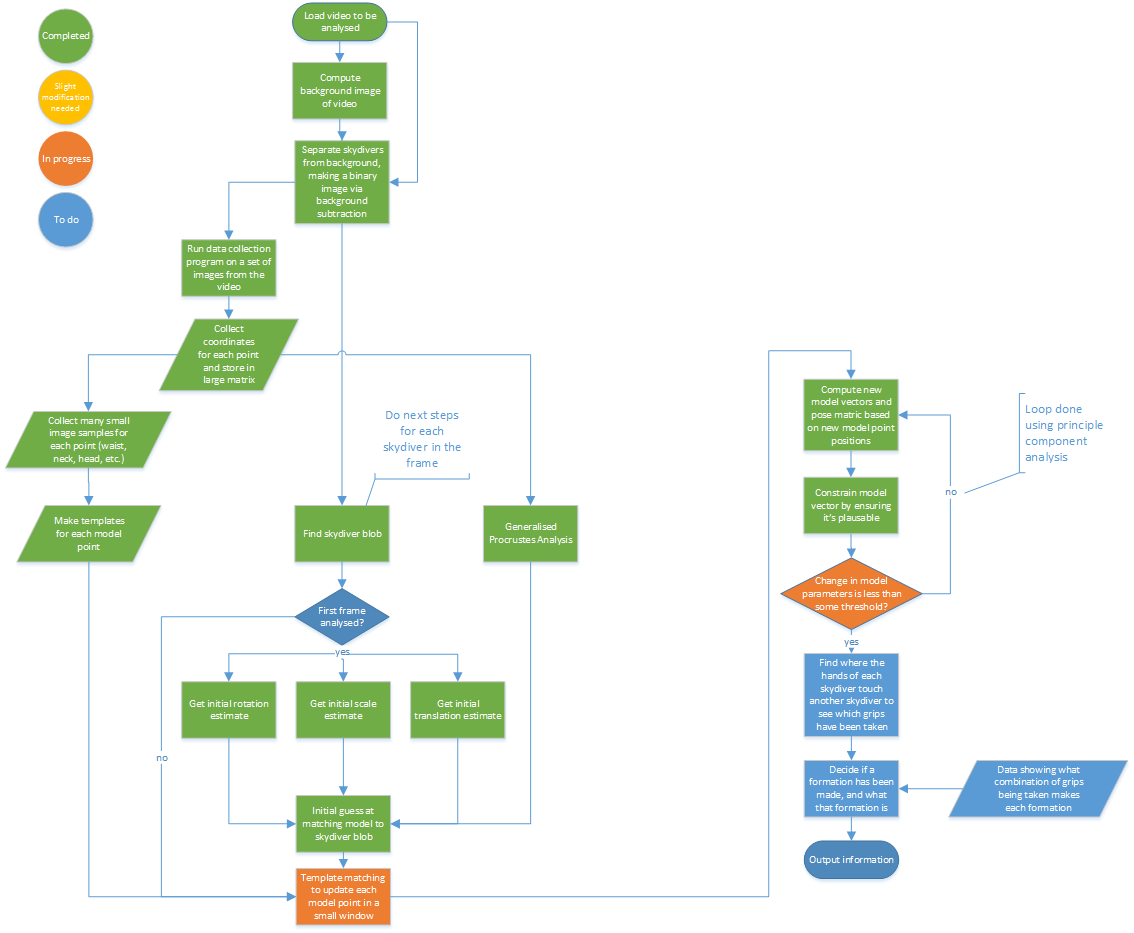 Completed
Slight
modification
needed
In progress
To do
Load video to be
analysed
Compute
background image
of video
Separate skydivers
from background,
making a binary
image via
background
subtraction
Run data collection
program on a set of
images from the
video
Collect
coordinates
for each point
and store in
large matrix
Collect many small
image samples for
each point (waist,
neck, head, etc.)
Make templates
for each model
point
Do next steps
for each
skydiver in the
frame
Find skydiver blob
Generalised
Procrustes Analysis
First frame
analysed?
yes
no
Get initial rotation
estimate
Get initial scale
estimate
Get initial
translation estimate
Initial guess at
matching model to
skydiver blob
Template matching
to update each
model point in a
small window
Compute new
model vectors and
pose matric based
on new model point
positions
Loop done
using principle
component
analysis
no
Constrain model
vector by ensuring
it's plausable
Change in model
parameters is less than
some threshold?
yes
Find where the
hands of each
skydiver touch
another skydiver to
see which grips
have been taken
Decide if a
formation has been
made, and what
that formation is
Data showing what
combination of grips
being taken makes
each formation
Output information